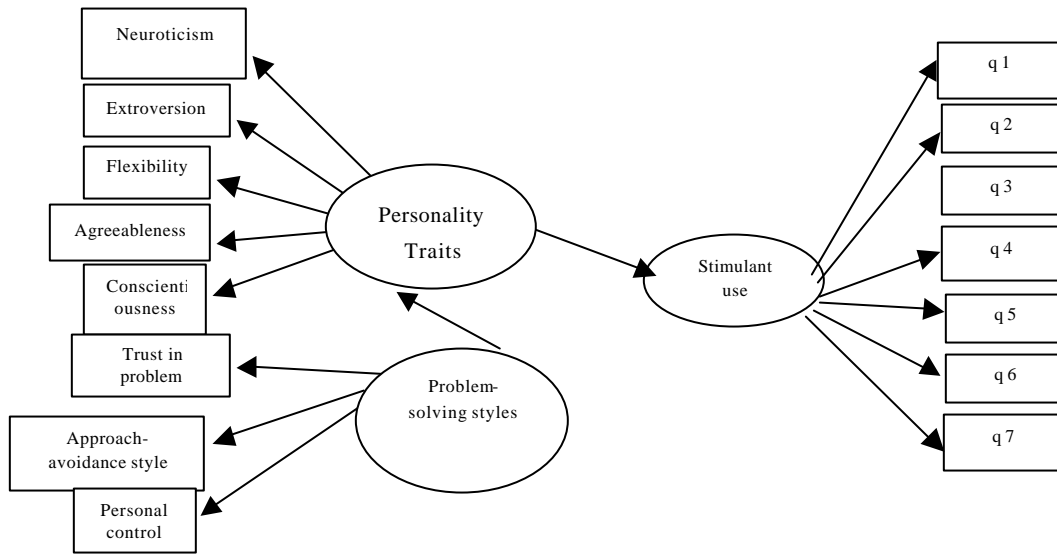 Neuroticism
Extroversion
Flexibility
Agreeableness
Conscienti
ousness
Trust in
problem
Approach-
avoidance style
Personal
control
Personality
Traits
Problem-
solving styles
Stimulant
use
q 1
q 2
q 3
q 4
q 5
q 6
q 7